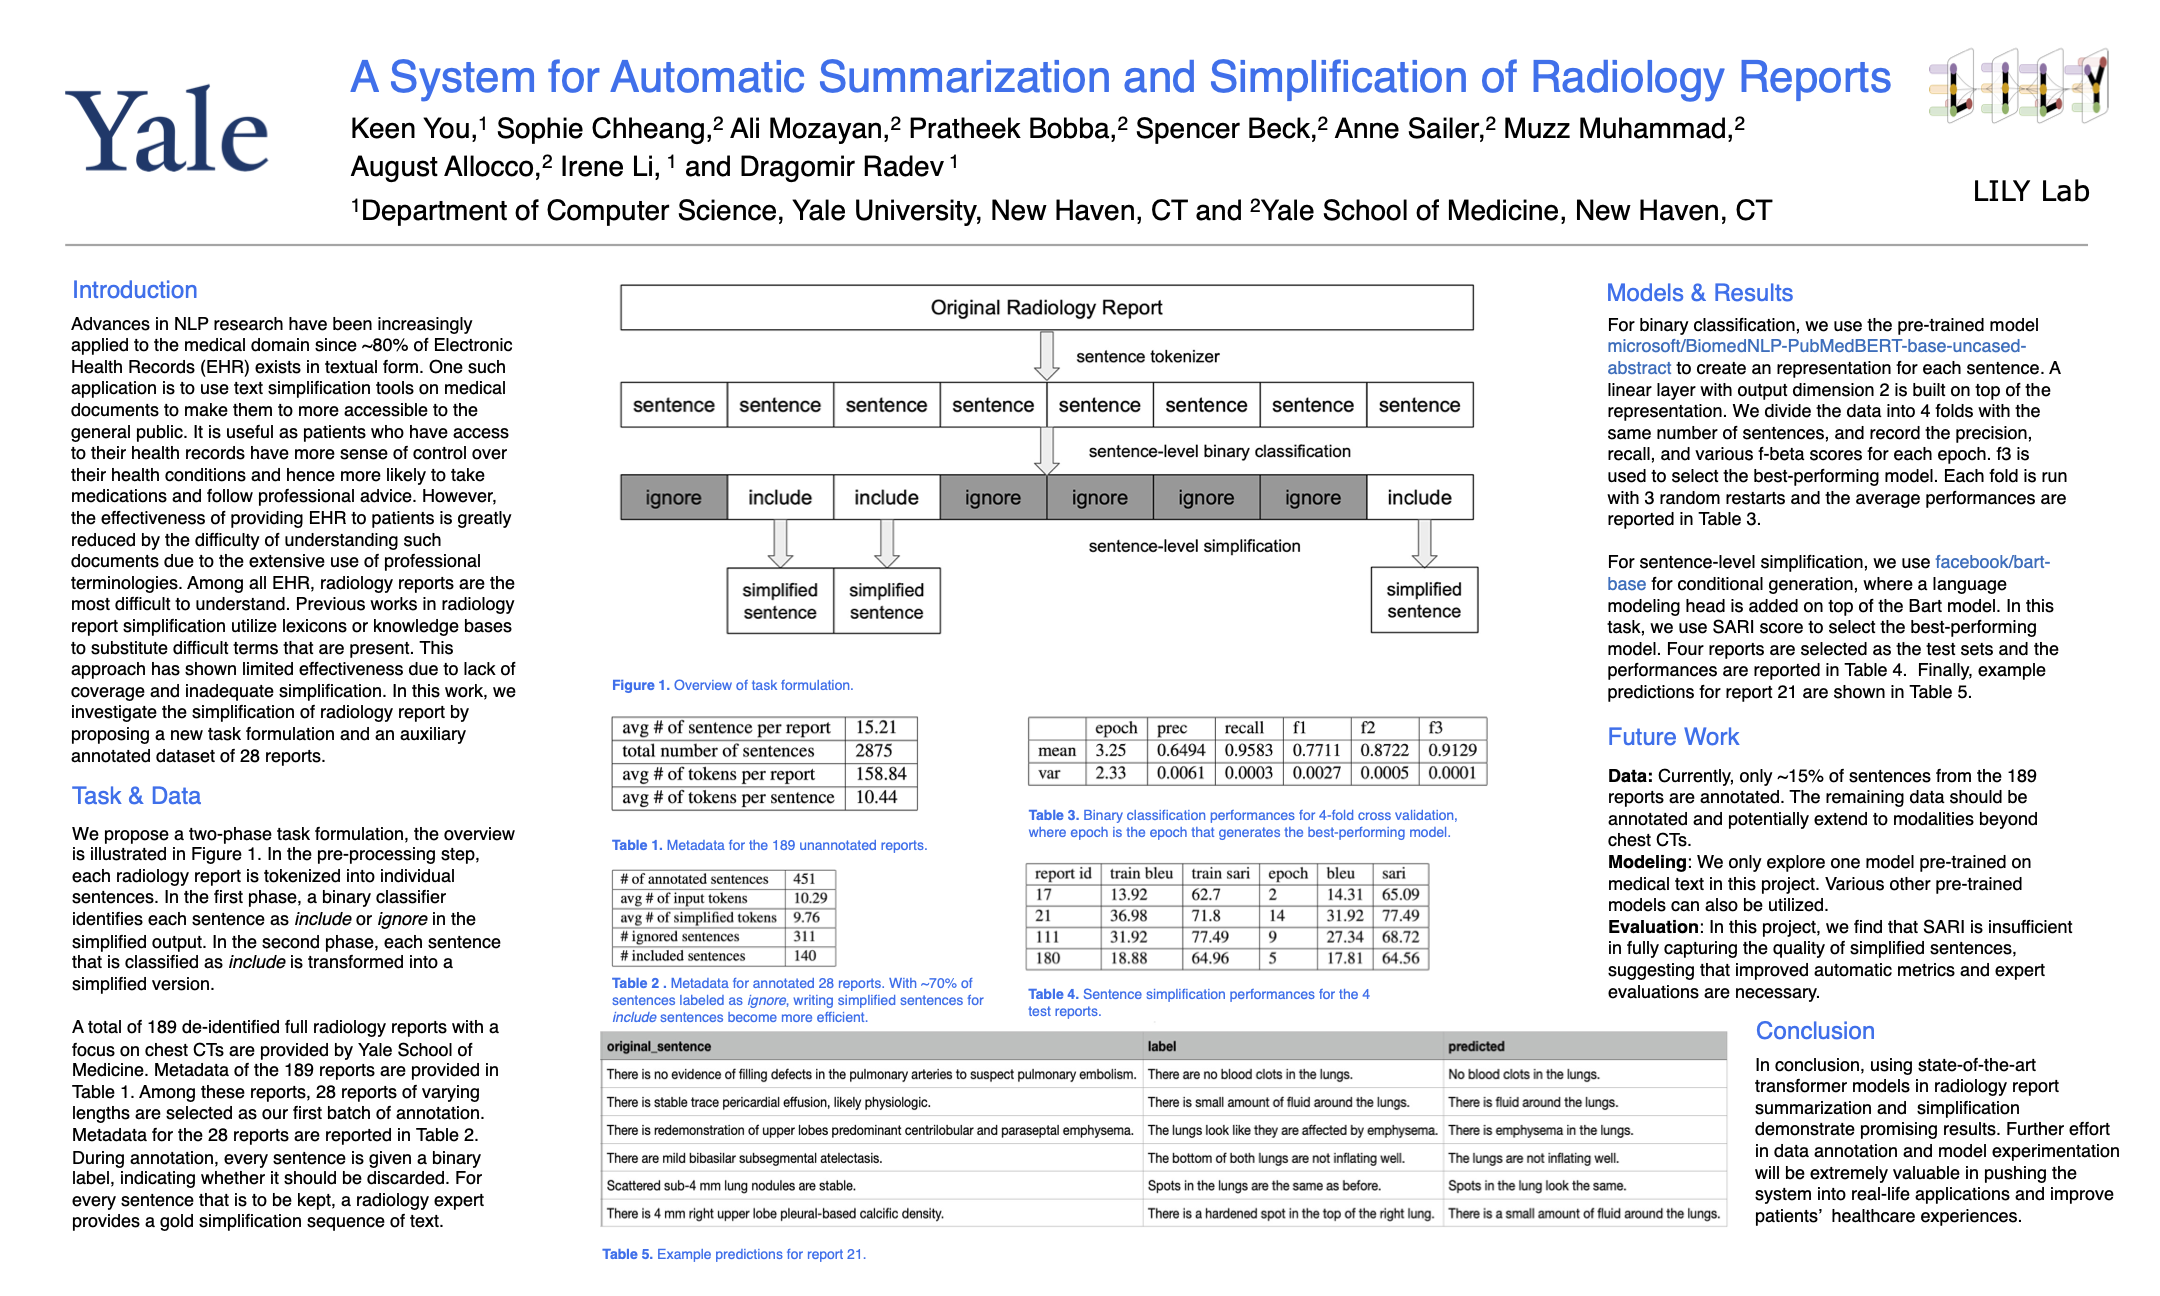 Yale
A System for Automatic Summarization and Simplification of Radiology Reports
Keen You,1 Sophie Chheang,2 Ali Mozayan,2 Pratheek Bobba,2 Spencer Beck,2 Anne Sailer,2 Muzz Muhammad,2
August Allocco,2 Irene Li, 1 and Dragomir Radev 1
1Department of Computer Science, Yale University, New Haven, CT and 2Yale School of Medicine, New Haven, CT
LILY
LILY Lab
Introduction
Advances in NLP research have been increasingly
applied to the medical domain since ~80% of Electronic
Health Records (EHR) exists in textual form. One such
application is to use text simplification tools on medical
documents to make them to more accessible to the
general public. It is useful as patients who have access
to their health records have more sense of control over
their health conditions and hence more likely to take
medications and follow professional advice. However,
the effectiveness of providing EHR to patients is greatly
reduced by the difficulty of understanding such
documents due to the extensive use of professional
terminologies. Among all EHR, radiology reports are the
most difficult to understand. Previous works in radiology
report simplification utilize lexicons or knowledge bases
to substitute difficult terms that are present. This
approach has shown limited effectiveness due to lack of
coverage and inadequate simplification. In this work, we
investigate the simplification of radiology report by
proposing a new task formulation and an auxiliary
annotated dataset of 28 reports.
Task & Data
We propose a two-phase task formulation, the overview
is illustrated in Figure 1. In the pre-processing step,
each radiology report is tokenized into individual
sentences. In the first phase, a binary classifier
identifies each sentence as include or ignore in the
simplified output. In the second phase, each sentence
that is classified as include is transformed into a
simplified version.
A total of 189 de-identified full radiology reports with a
focus on chest CTs are provided by Yale School of
Medicine. Metadata of the 189 reports are provided in
Table 1. Among these reports, 28 reports of varying
lengths are selected as our first batch of annotation.
Metadata for the 28 reports are reported in Table 2.
During annotation, every sentence is given a binary
label, indicating whether it should be discarded. For
every sentence that is to be kept, a radiology expert
provides a gold simplification sequence of text.
Original Radiology Report
sentence tokenizer
sentence sentence sentence sentence sentence sentence sentence sentence
sentence-level binary classification
ignore include include ignore ignore ignore ignore include
sentence-level simplification
simplified simplified simplified
sentence sentence sentence
Figure 1. Overview of task formulation.
avg # of sentence per report 15.21
total number of sentences 2875
avg # of tokens per report 158.84
avg # of tokens per sentence 10.44
Table 1. Metadata for the 189 unannotated reports.
# of annotated sentences 451
avg # of input tokens 10.29
avg # of simplified tokens 9.76
# ignored sentences 311
# included sentences 140
Table 2 . Metadata for annotated 28 reports. With ~70% of
sentences labeled as ignore, writing simplified sentences for
include sentences become more efficient.
epoch prec recall f1 f2 f3
mean 3.25 0.6494 0.9583 0.7711 0.8722 0.9129
var 2.33 0.0061 0.0003 0.0027 0.0005 0.0001
Table 3. Binary classification performances for 4-fold cross validation,
where epoch is the epoch that generates the best-performing model.
report id train bleu train sari epoch bleu sari
17 13.92 62.7 2 14.31 65.09
21 36.98 71.8 14 31.92 77.49
111 31.92 77.49 9 27.34 68.72
180 18.88 64.96 5 17.81 64.56
Table 4. Sentence simplification performances for the 4
test reports.
original_sentence label predicted
There is no evidence of filling defects in the pulmonary arteries to suspect pulmonary embolism. There are no blood clots in the lungs. No blood clots in the lungs.
There is stable trace pericardial effusion, likely physiologic. There is small amount of fluid around the lungs. There is fluid around the lungs.
There is redemonstration of upper lobes predominant centrilobular and paraseptal emphysema. The lungs look like they are affected by emphysema. There is emphysema in the lungs.
There are mild bibasilar subsegmental atelectasis. The bottom of both lungs are not inflating well. The lungs are not inflating well.
Scattered sub-4 mm lung nodules are stable. Spots in the lungs are the same as before. Spots in the lung look the same.
There is 4 mm right upper lobe pleural-based calcific density. There is a hardened spot in the top of the right lung. There is a small amount of fluid around the lungs.
Table 5. Example predictions for report 21.
Models & Results
For binary classification, we use the pre-trained model
microsoft/BiomedNLP-PubMedBERT-base-uncased-
abstract to create an representation for each sentence. A
linear layer with output dimension 2 is built on top of the
representation. We divide the data into 4 folds with the
same number of sentences, and record the precision,
recall, and various f-beta scores for each epoch. f3 is
used to select the best-performing model. Each fold is run
with 3 random restarts and the average performances are
reported in Table 3.
For sentence-level simplification, we use facebook/bart-
base for conditional generation, where a language
modeling head is added on top of the Bart model. In this
task, we use SARI score to select the best-performing
model. Four reports are selected as the test sets and the
performances are reported in Table 4. Finally, example
predictions for report 21 are shown in Table 5.
Future Work
Data: Currently, only ~15% of sentences from the 189
reports are annotated. The remaining data should be
annotated and potentially extend to modalities beyond
chest CTs.
Modeling: We only explore one model pre-trained on
medical text in this project. Various other pre-trained
models can also be utilized.
Evaluation: In this project, we find that SARI is insufficient
in fully capturing the quality of simplified sentences,
suggesting that improved automatic metrics and expert
evaluations are necessary.
Conclusion
In conclusion, using state-of-the-art
transformer models in radiology report
summarization and simplification
demonstrate promising results. Further effort
in data annotation and model experimentation
will be extremely valuable in pushing the
system into real-life applications and improve
patients' healthcare experiences.